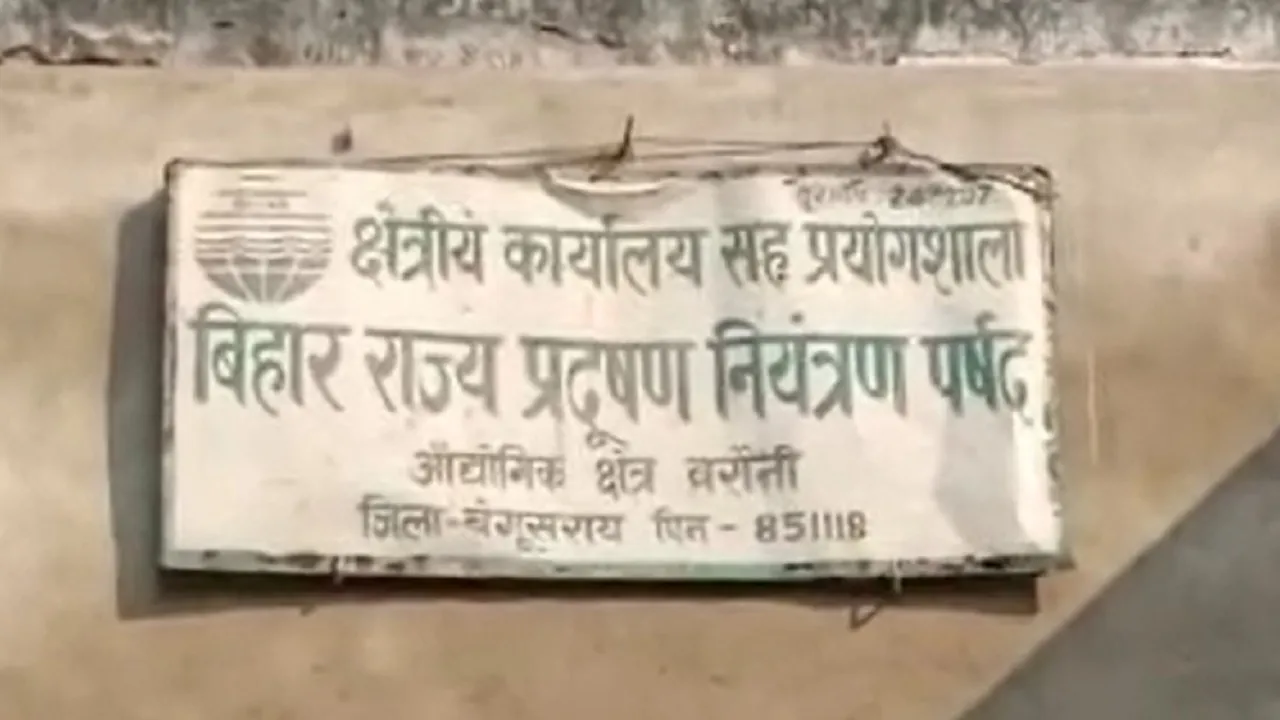 क्षेत्रीय कार्यालय सह प्रयोगशाला
बिहार राज्य प्रदूषण नियंत्रण पर्षद
औद्योगिक क्षेत्र बरौनी
जिला-बेगूसराय पिन - 851118